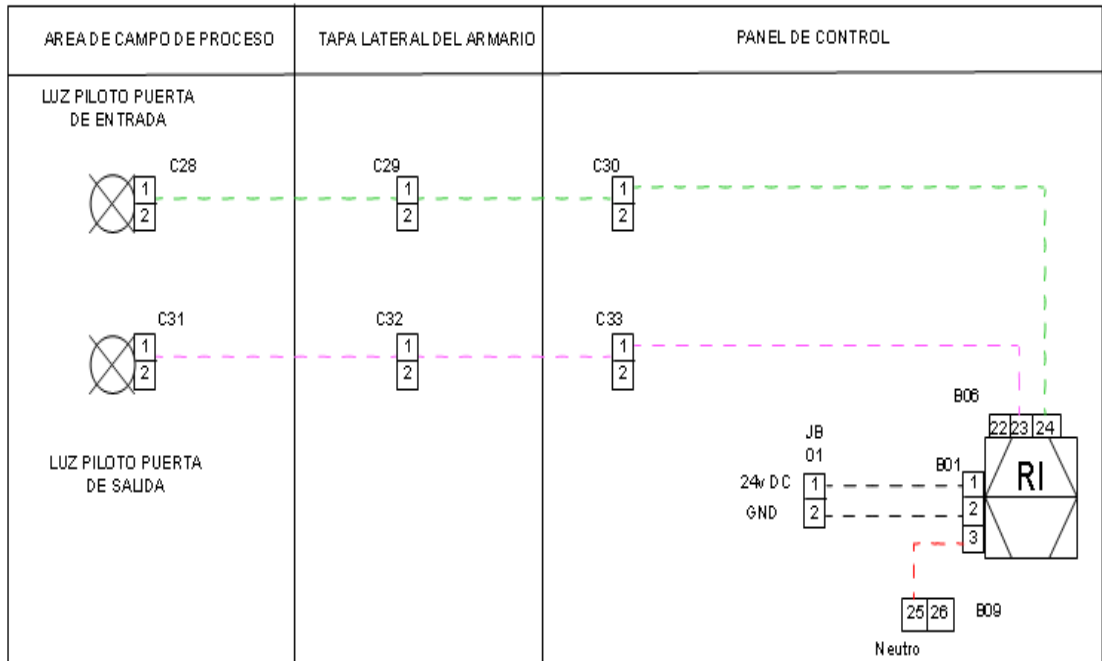 AREA DE CAMPO DE PROCESO
TAPA LATERAL DEL ARMARIO
PANEL DE CONTROL
LUZ PILOTO PUERTA
DE ENTRADA
C28
1
2
C29
1
2
C30
1
2
C31
1
2
C32
1
2
C33
1
2
LUZ PILOTO PUERTA
DE SALIDA
B06
22 23 24
JB
01
24v DC
1
GND
2
B01
1
2
3
RI
25 26
B09
Neutro